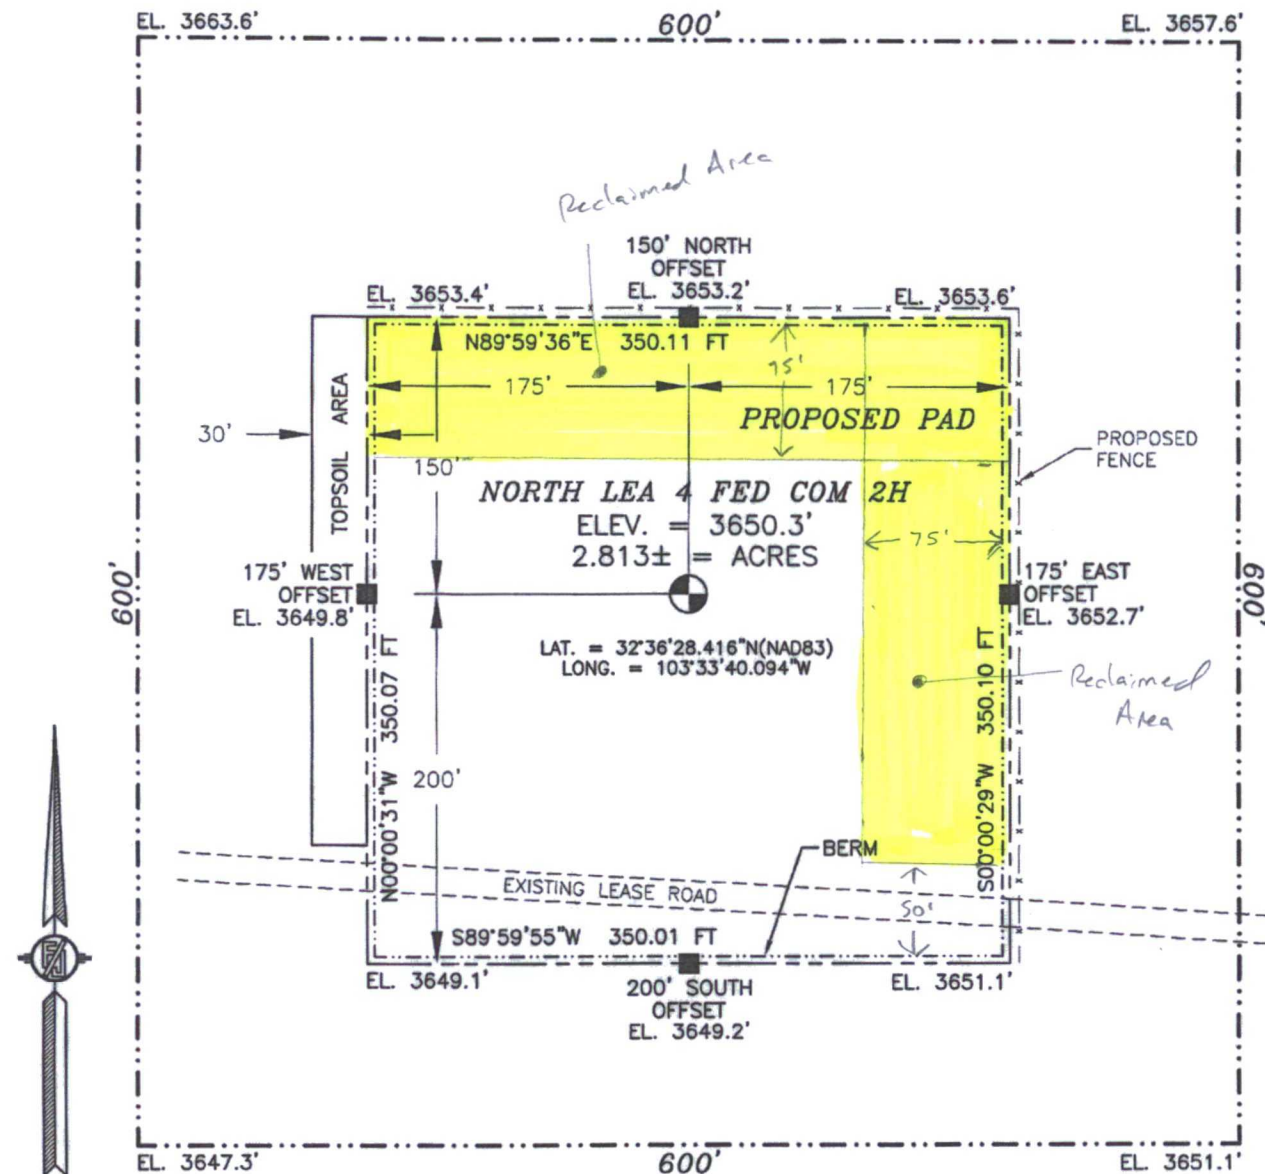 EL. 3663.6'
600'
EL. 3657.6'
Reclaimed Area
150' NORTH
OFFSET
EL. 3653.2'
EL. 3653.4'
EL. 3653.6'
N89°59'36"E 350.11 FT
75'
175'
175'
PROPOSED PAD
TOPSOIL AREA
30'
150'
PROPOSED
FENCE
NORTH LEA 4 FED COM 2H
ELEV. = 3650.3'
2.813± = ACRES
75'
600'
175' WEST
OFFSET
EL. 3649.8'
175' EAST
OFFSET
EL. 3652.7'
600'
LAT. = 32°36'28.416"N(NAD83)
LONG. = 103°33'40.094"W
N00°00'31"W 350.07 FT
S00°00'29"W 350.10 FT
Reclaimed
Area
200'
BERM
EXISTING LEASE ROAD
50'
S89°59'55"W 350.01 FT
EL. 3649.1'
EL. 3651.1'
200' SOUTH
OFFSET
EL. 3649.2'
EL. 3647.3'
600'
EL. 3651.1'